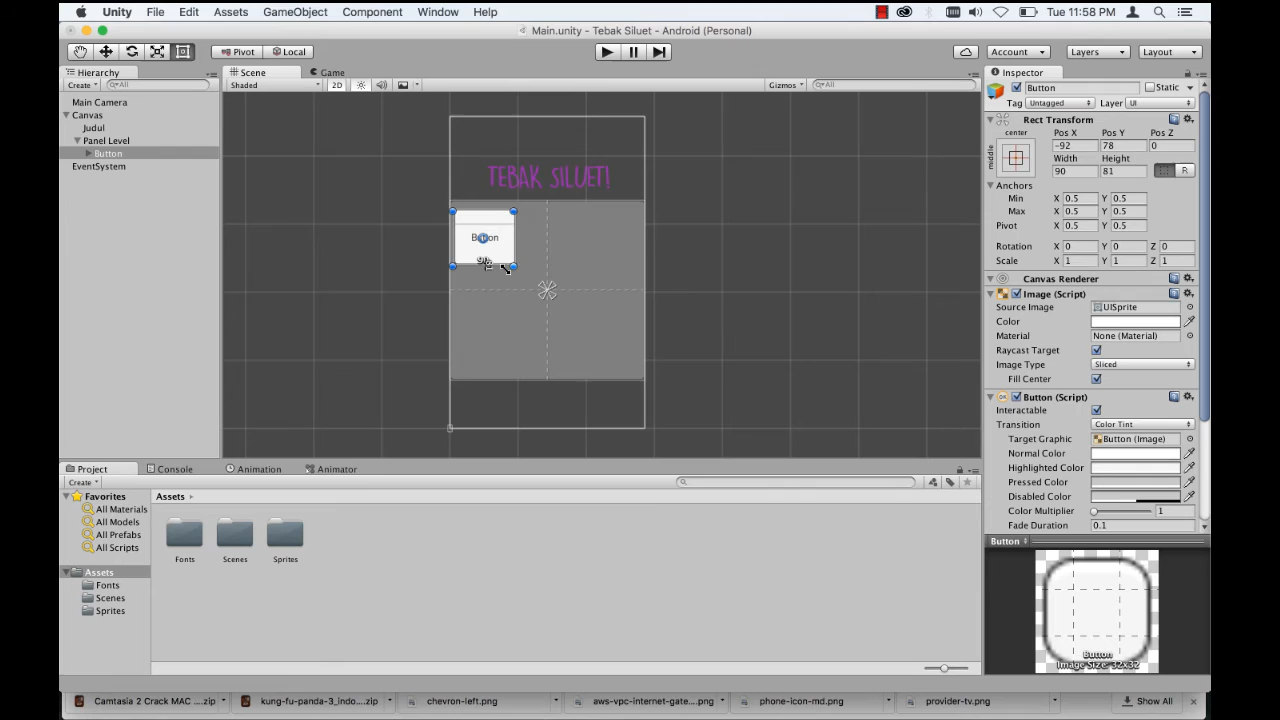 Unity File Edit Assets GameObject Component Window Help Tue 11:58 PM
Main.unity - Tebak Siluet - Android (Personal)
Pivot Local Account Layers Layout
Hierarchy Scene Game Inspector
Create All Shaded 2D Gizmos All Button Static
Tag Untagged Layer UI
Main Camera
Canvas
Judul
Panel Level
Button
EventSystem
TEBAK SILUET!
Button
Rect Transform
center Pos X Pos Y Pos Z
middle -92 78 0
Width Height
90 81 R
Anchors
Min X 0.5 Y 0.5
Max X 0.5 Y 0.5
Pivot X 0.5 Y 0.5
Rotation X 0 Y 0 Z 0
Scale X 1 Y 1 Z 1
Canvas Renderer
Image (Script)
Source Image UISprite
Color
Material None (Material)
Raycast Target
Image Type Sliced
Fill Center
Button (Script)
Interactable
Transition Color Tint
Target Graphic Button (Image)
Normal Color
Highlighted Color
Pressed Color
Disabled Color
Color Multiplier 1
Fade Duration 0.1
Button
Button
Image Size: 32x32
Project Console Animation Animator
Create
Favorites
All Materials
All Models
All Prefabs
All Scripts
Assets
Fonts
Scenes
Sprites
Assets
Fonts Scenes Sprites
Camtasia 2 Crack MAC ....zip kung-fu-panda-3_indo...zip chevron-left.png aws-vpc-internet-gate....png phone-icon-md.png provider-tv.png Show All